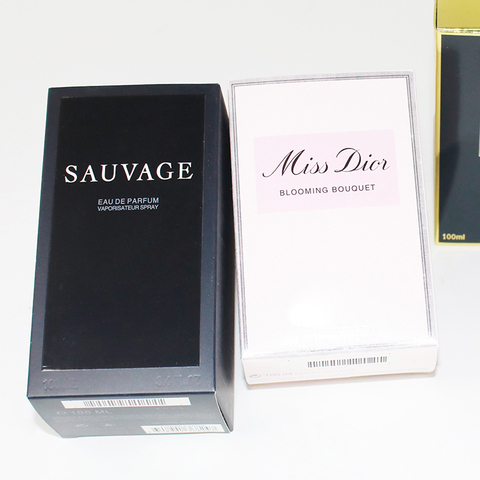 SAUVAGE
EAU DE PARFUM
VAPORISATEUR SPRAY
Miss Dior
BLOOMING BOUQUET
100ml